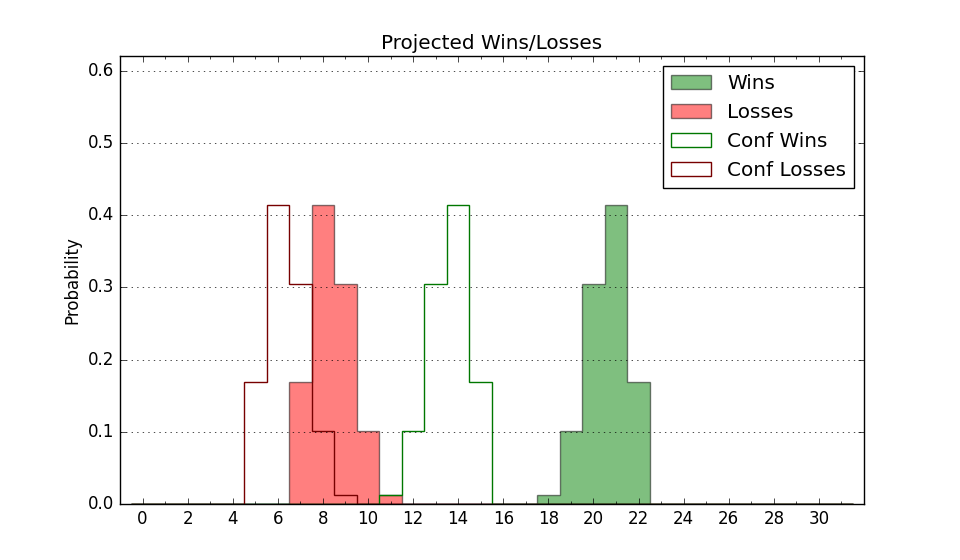 Projected Wins/Losses
0.6
0.5
0.4
0.3
0.2
0.1
0.0
Probability
Wins
Losses
Conf Wins
Conf Losses
0 2 4 6 8 10 12 14 16 18 20 22 24 26 28 30